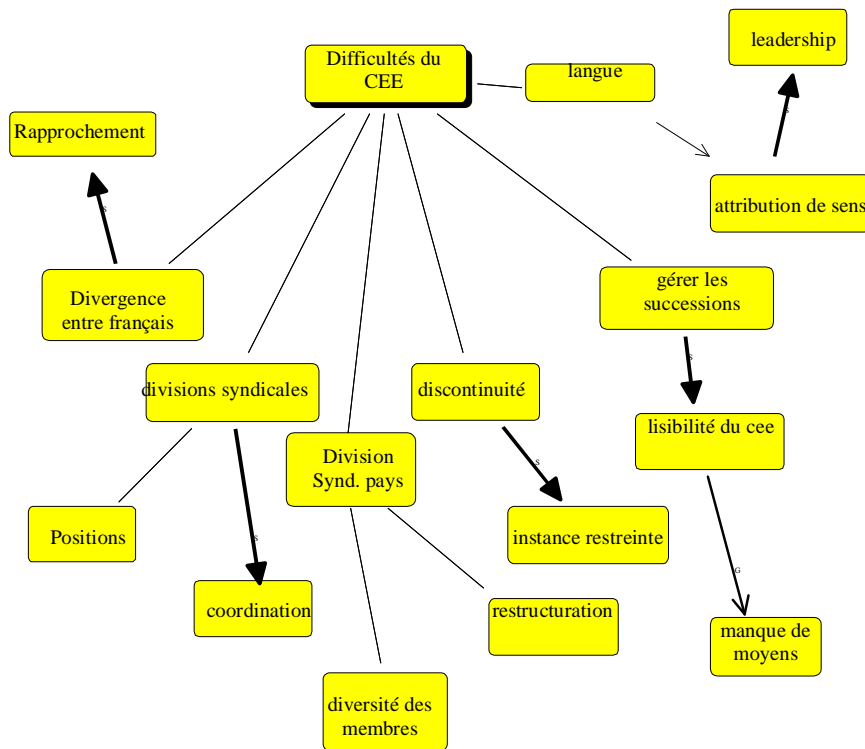 leadership
Difficultés du
CEE
langue
S
Rapprochement
S
attribution de sens
Divergence
entre français
gérer les
successions
S
divisions syndicales
discontinuité
lisibilité du cee
Division
Synd. pays
S
Positions
S
instance restreinte
G
coordination
restructuration
manque de
moyens
diversité des
membres